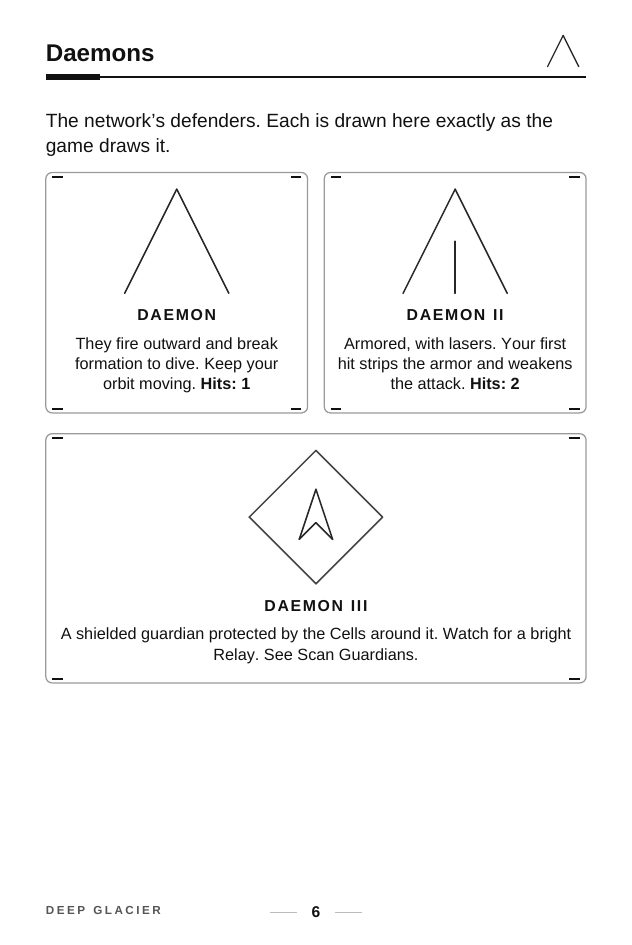 Daemons
The network’s defenders. Each is drawn here exactly as the
game draws it.
DAEMON
They fire outward and break
formation to dive. Keep your
orbit moving. Hits: 1
DAEMON II
Armored, with lasers. Your first
hit strips the armor and weakens
the attack. Hits: 2
DAEMON III
A shielded guardian protected by the Cells around it. Watch for a bright
Relay. See Scan Guardians.
DEEP GLACIER
6